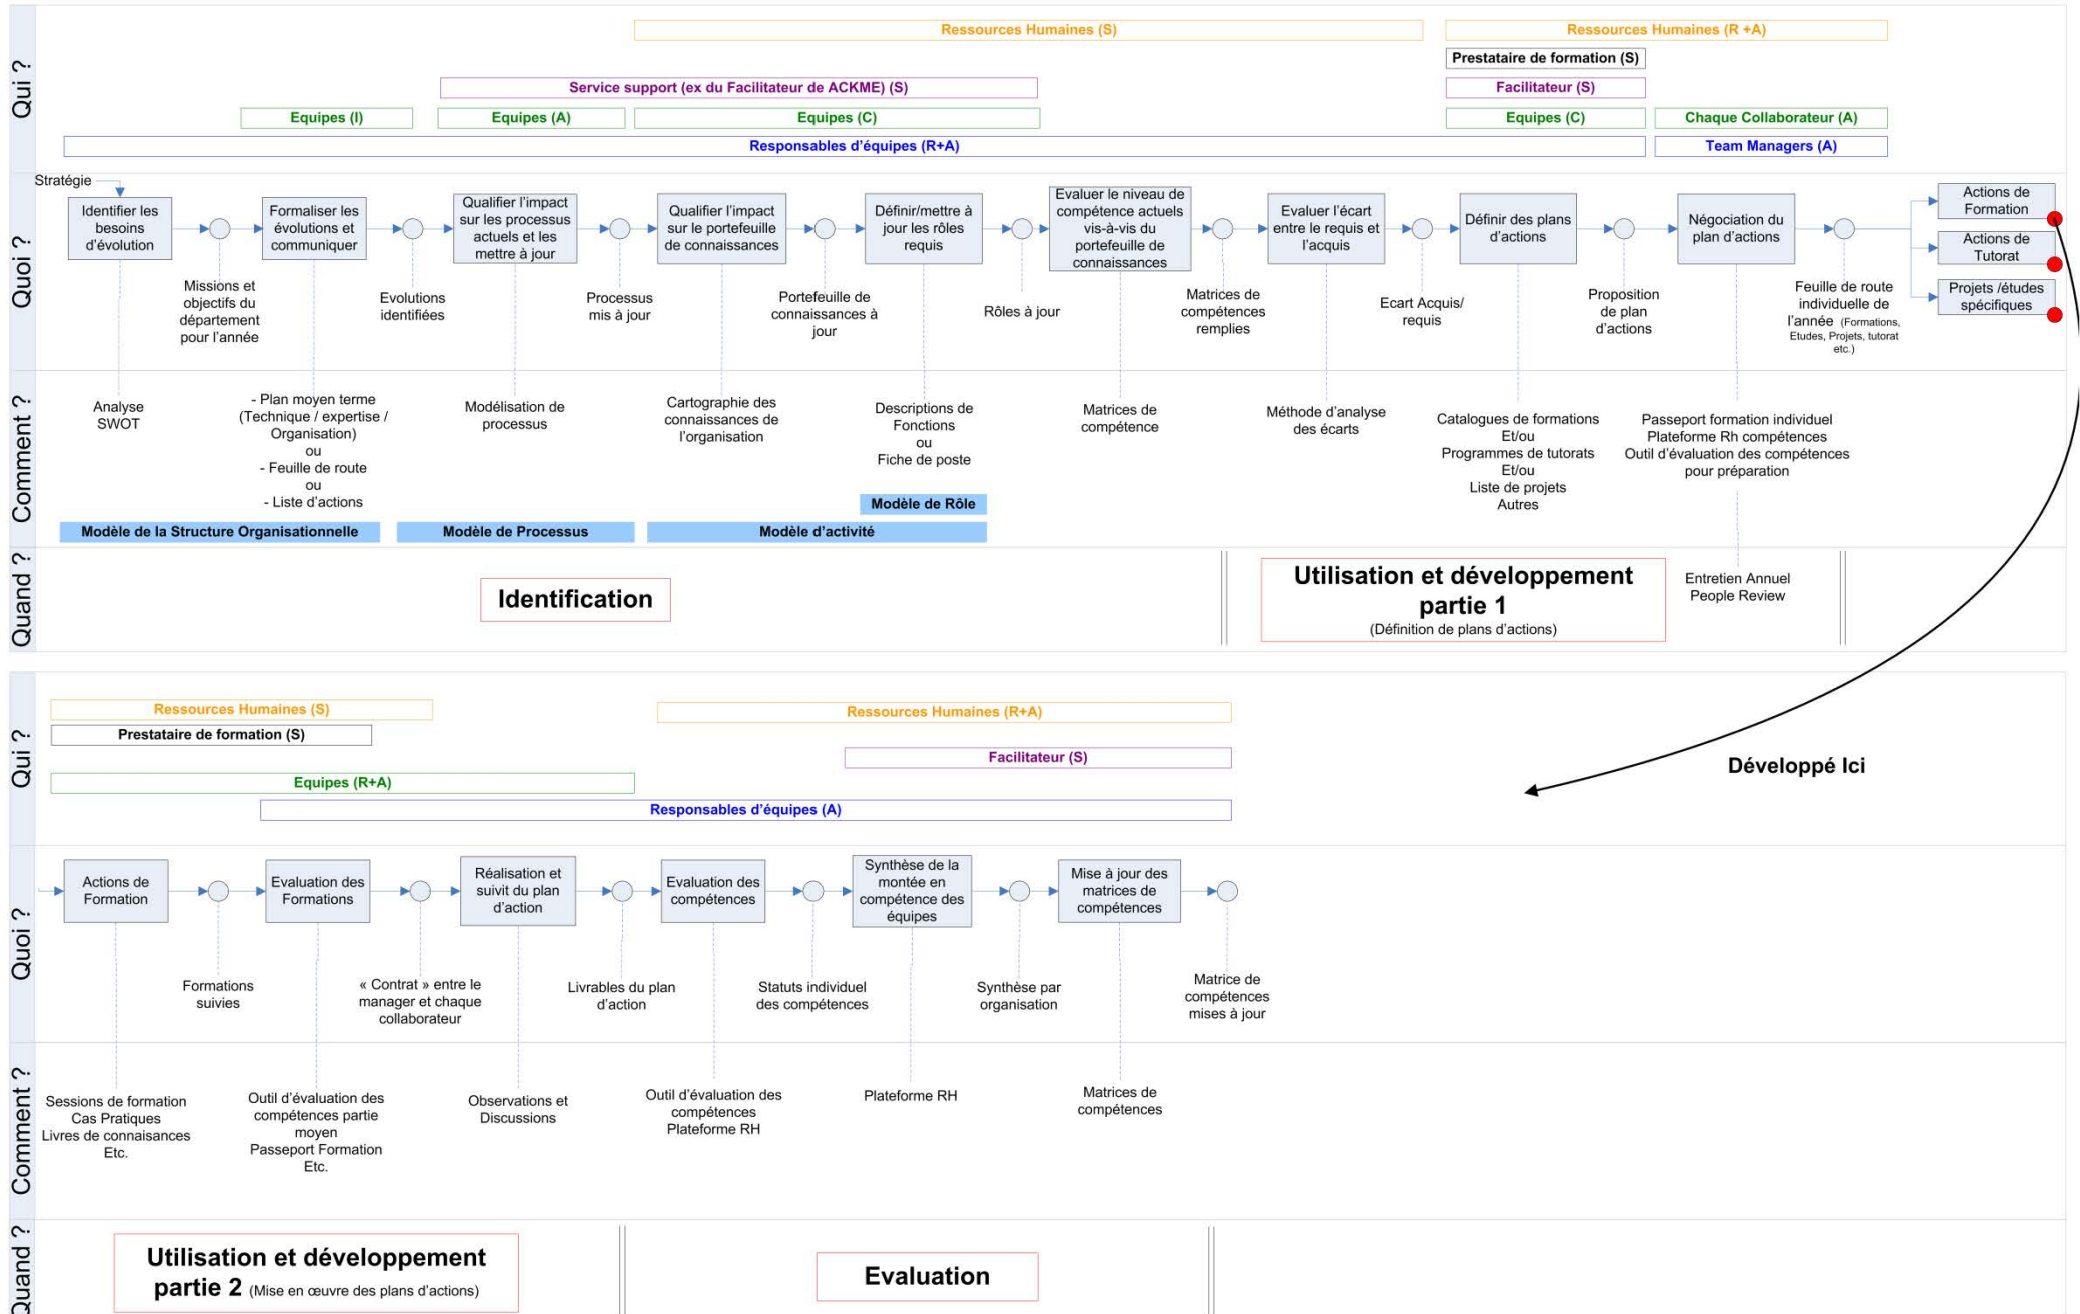 Qui ?
Ressources Humaines (S)
Ressources Humaines (R +A)
Prestataire de formation (S)
Service support (ex du Facilitateur de ACKME) (S)
Facilitateur (S)
Equipes (I)
Equipes (A)
Equipes (C)
Equipes (C)
Chaque Collaborateur (A)
Responsables d'équipes (R+A)
Team Managers (A)
Quoi ?
Stratégie
Identifier les
besoins
d'évolution
Missions et
objectifs du
département
pour l'année
Formaliser les
évolutions et
communiquer
Evolutions
identifiées
Qualifier l'impact
sur les processus
actuels et les
mettre à jour
Processus
mis à jour
Qualifier l'impact
sur le portefeuille
de connaissances
Portefeuille de
connaissances à
jour
Définir/mettre à
jour les rôles
requis
Rôles à jour
Evaluer le niveau de
compétence actuels
vis-à-vis du
portefeuille de
connaissances
Matrices de
compétences
remplies
Evaluer l'écart
entre le requis et
l'acquis
Ecart Acquis/
requis
Définir des plans
d'actions
Proposition
de plan
d'actions
Négociation du
plan d'actions
Feuille de route
individuelle de
l'année (Formations,
Etudes, Projets, tutorat
etc.)
Actions de
Formation
Actions de
Tutorat
Projets /études
spécifiques
Comment ?
Analyse
SWOT
- Plan moyen terme
(Technique / expertise /
Organisation)
ou
- Feuille de route
ou
- Liste d'actions
Modélisation de
processus
Cartographie des
connaissances de
l'organisation
Descriptions de
Fonctions
ou
Fiche de poste
Matrices de
compétence
Méthode d'analyse
des écarts
Catalogues de formations
Et/ou
Programmes de tutorats
Et/ou
Liste de projets
Autres
Passeport formation individuel
Plateforme Rh compétences
Outil d'évaluation des compétences
pour préparation
Modèle de Rôle
Modèle de la Structure Organisationnelle
Modèle de Processus
Modèle d'activité
Quand ?
Identification
Utilisation et développement
partie 1
(Définition de plans d'actions)
Entretien Annuel
People Review
Qui ?
Ressources Humaines (S)
Ressources Humaines (R+A)
Prestataire de formation (S)
Facilitateur (S)
Equipes (R+A)
Responsables d'équipes (A)
Développé Ici
Quoi ?
Actions de
Formation
Formations
suivies
Evaluation des
Formations
« Contrat » entre le
manager et chaque
collaborateur
Réalisation et
suivit du plan
d'action
Livrables du plan
d'action
Evaluation des
compétences
Statuts individuel
des compétences
Synthèse de la
montée en
compétence des
équipes
Synthèse par
organisation
Mise à jour des
matrices de
compétences
Matrice de
compétences
mises à jour
Comment ?
Sessions de formation
Cas Pratiques
Livres de connaisances
Etc.
Outil d'évaluation des
compétences partie
moyen
Passeport Formation
Etc.
Observations et
Discussions
Outil d'évaluation des
compétences
Plateforme RH
Plateforme RH
Matrices de
compétences
Quand ?
Utilisation et développement
partie 2 (Mise en œuvre des plans d'actions)
Evaluation